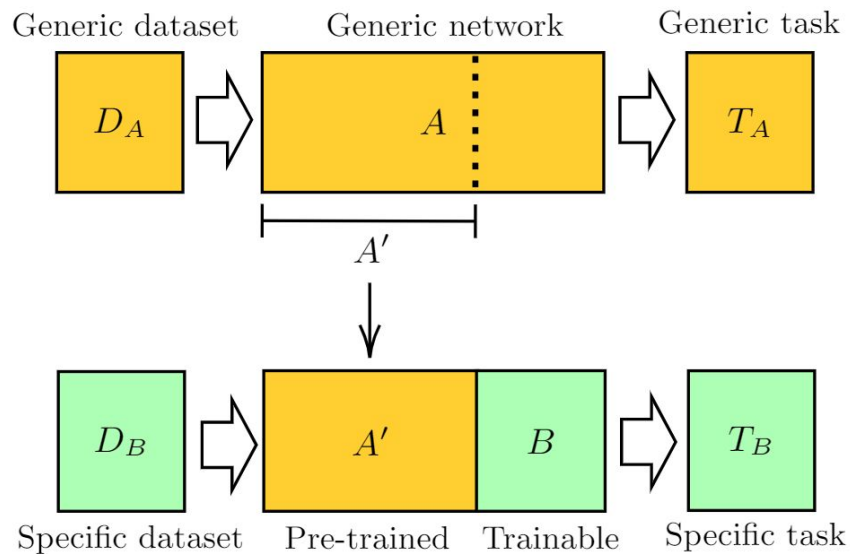 Generic dataset Generic network Generic task
D_A A T_A
A′
D_B A′ B T_B
Specific dataset Pre-trained Trainable Specific task